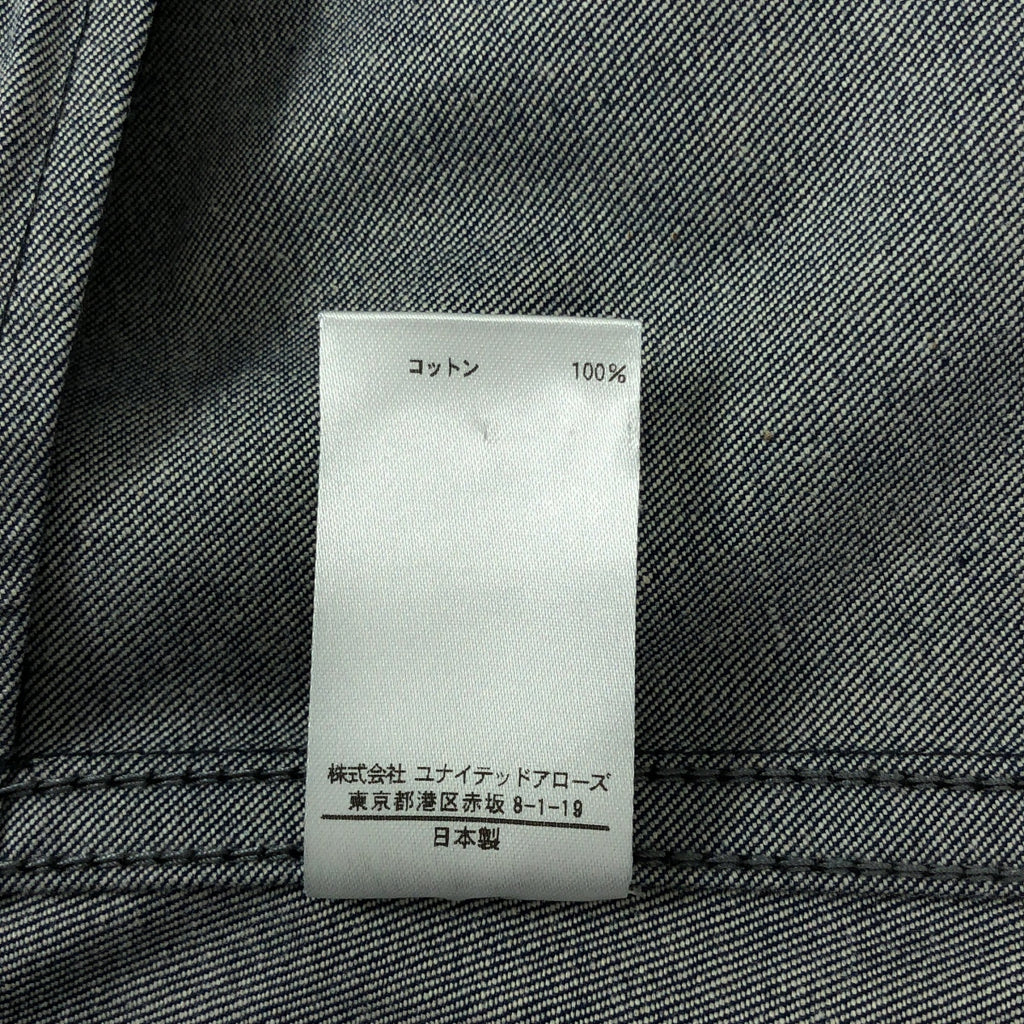 コットン 100%
株式会社 ユナイテッドアローズ
東京都港区赤坂 8-1-19
日本製